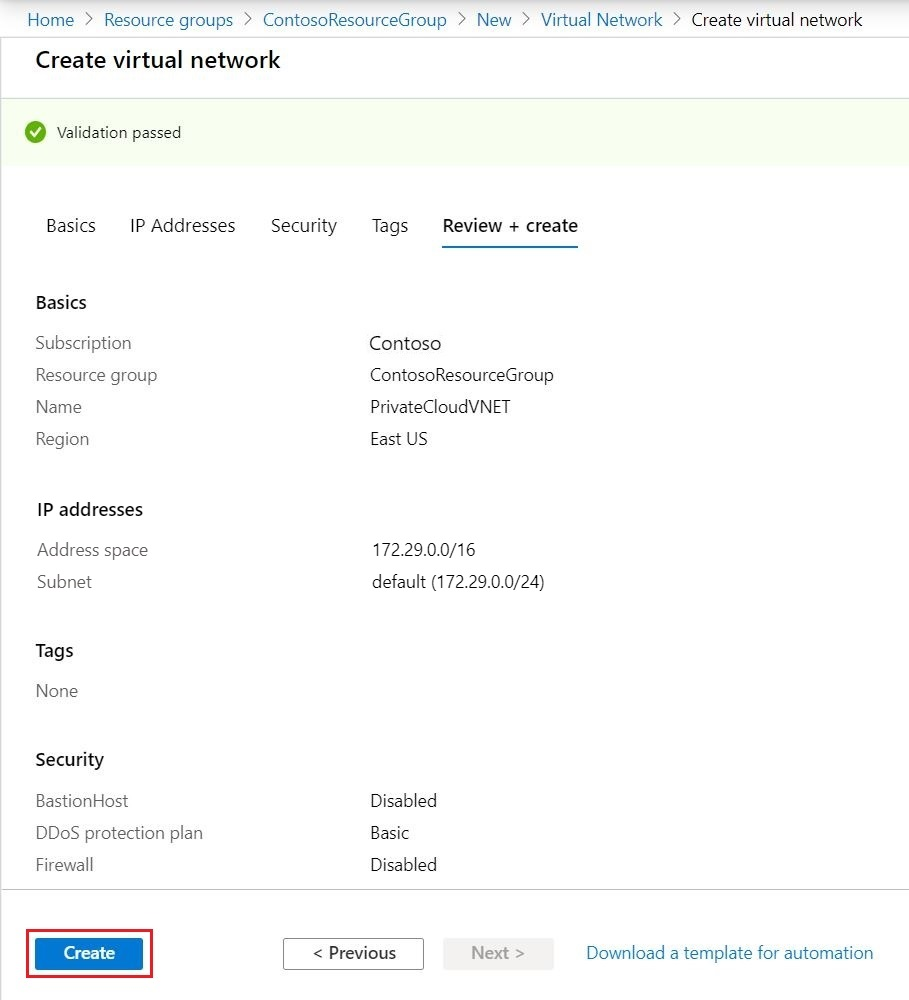 Home > Resource groups > ContosoResourceGroup > New > Virtual Network > Create virtual network
Create virtual network
Validation passed
Basics IP Addresses Security Tags Review + create
Basics
Subscription Contoso
Resource group ContosoResourceGroup
Name PrivateCloudVNET
Region East US
IP addresses
Address space 172.29.0.0/16
Subnet default (172.29.0.0/24)
Tags
None
Security
BastionHost Disabled
DDoS protection plan Basic
Firewall Disabled
Create < Previous Next > Download a template for automation